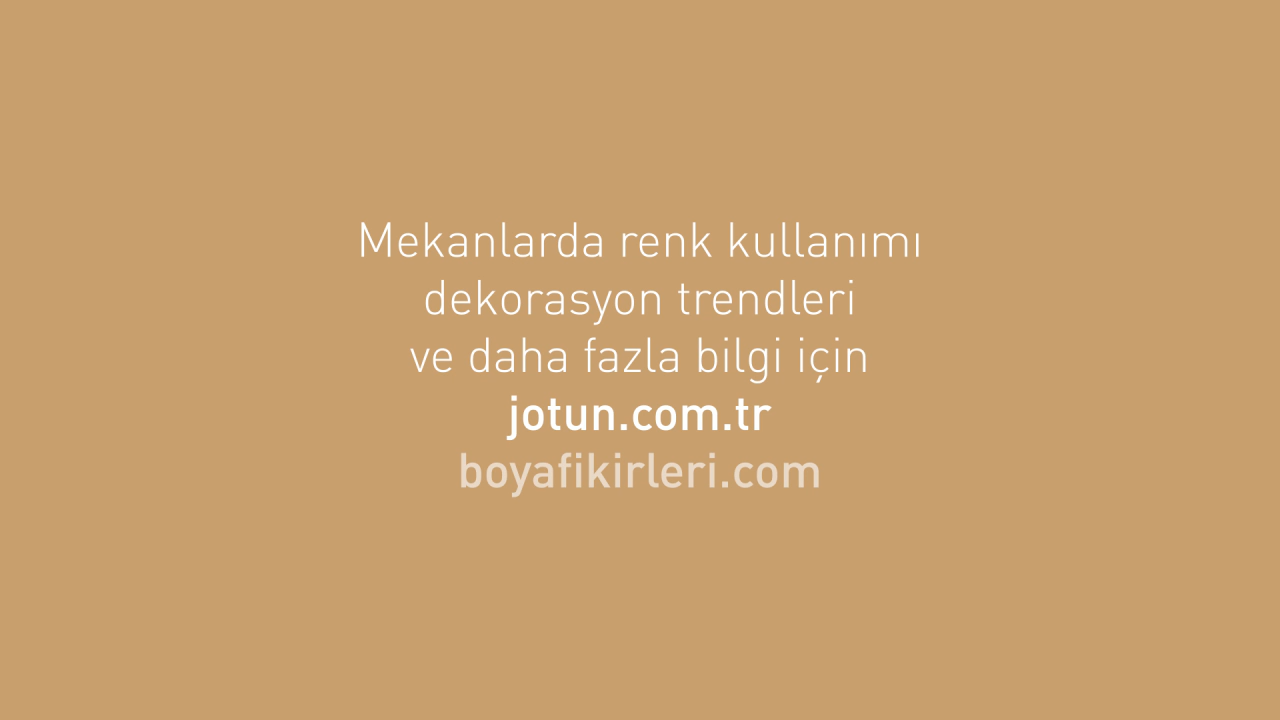 Mekanlarda renk kullanımı
dekorasyon trendleri
ve daha fazla bilgi için
jotun.com.tr
boyafikirleri.com